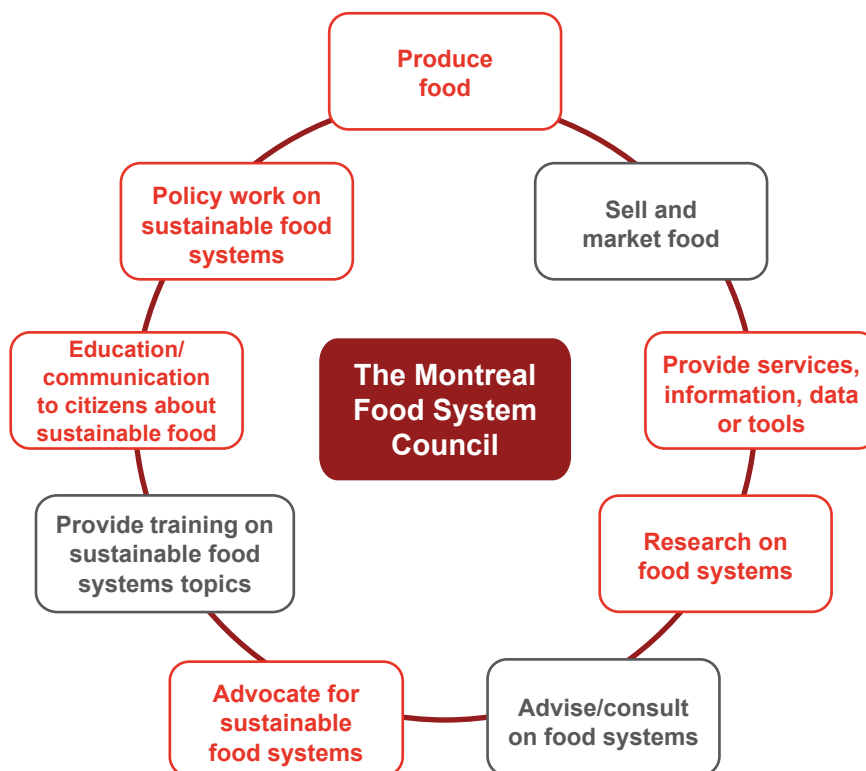 Produce
food
Policy work on
sustainable food
systems
Sell and
market food
Education/
communication
to citizens about
sustainable food
The Montreal
Food System
Council
Provide services,
information, data
or tools
Provide training on
sustainable food
systems topics
Research on
food systems
Advocate for
sustainable
food systems
Advise/consult
on food systems